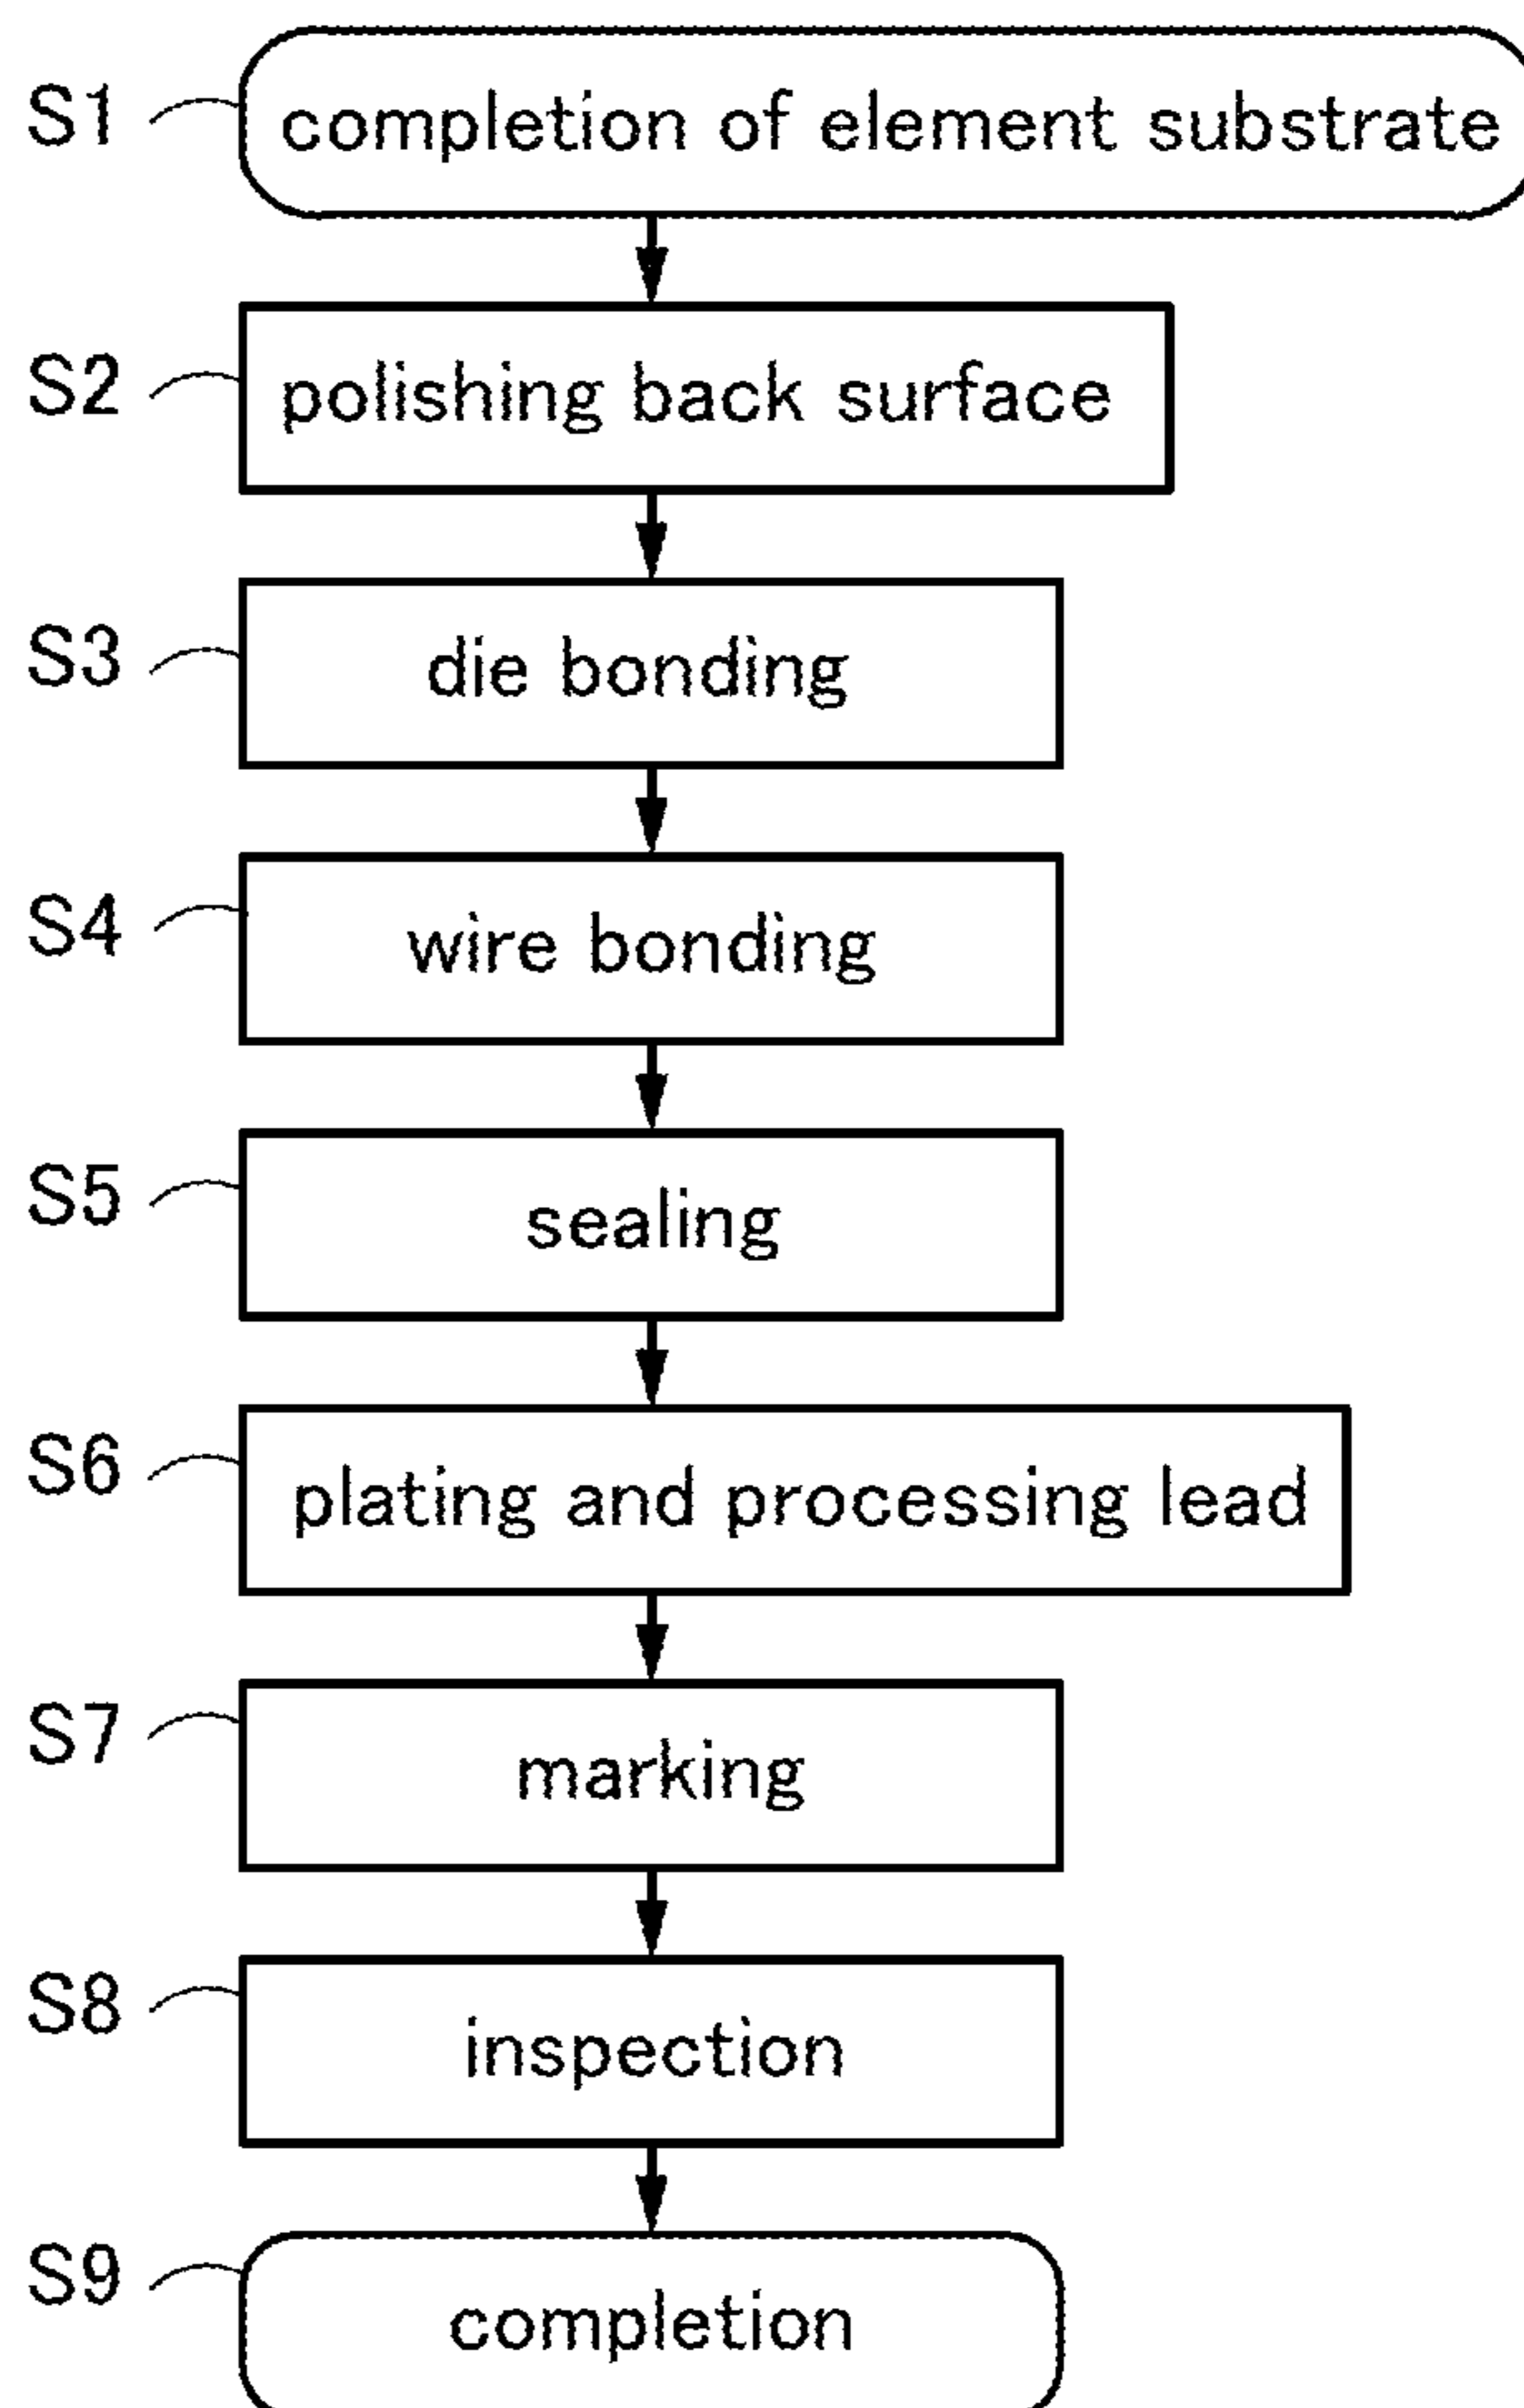 S1 completion of element substrate
S2 polishing back surface
S3 die bonding
S4 wire bonding
S5 sealing
S6 plating and processing lead
S7 marking
S8 inspection
S9 completion